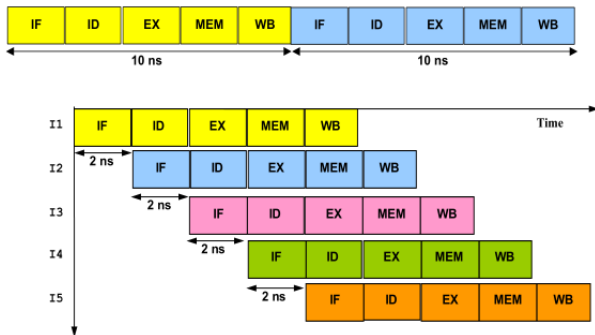 IF ID EX MEM WB IF ID EX MEM WB
10 ns 10 ns
I1 IF ID EX MEM WB Time
2 ns
I2 IF ID EX MEM WB
2 ns
I3 IF ID EX MEM WB
2 ns
I4 IF ID EX MEM WB
2 ns
I5 IF ID EX MEM WB